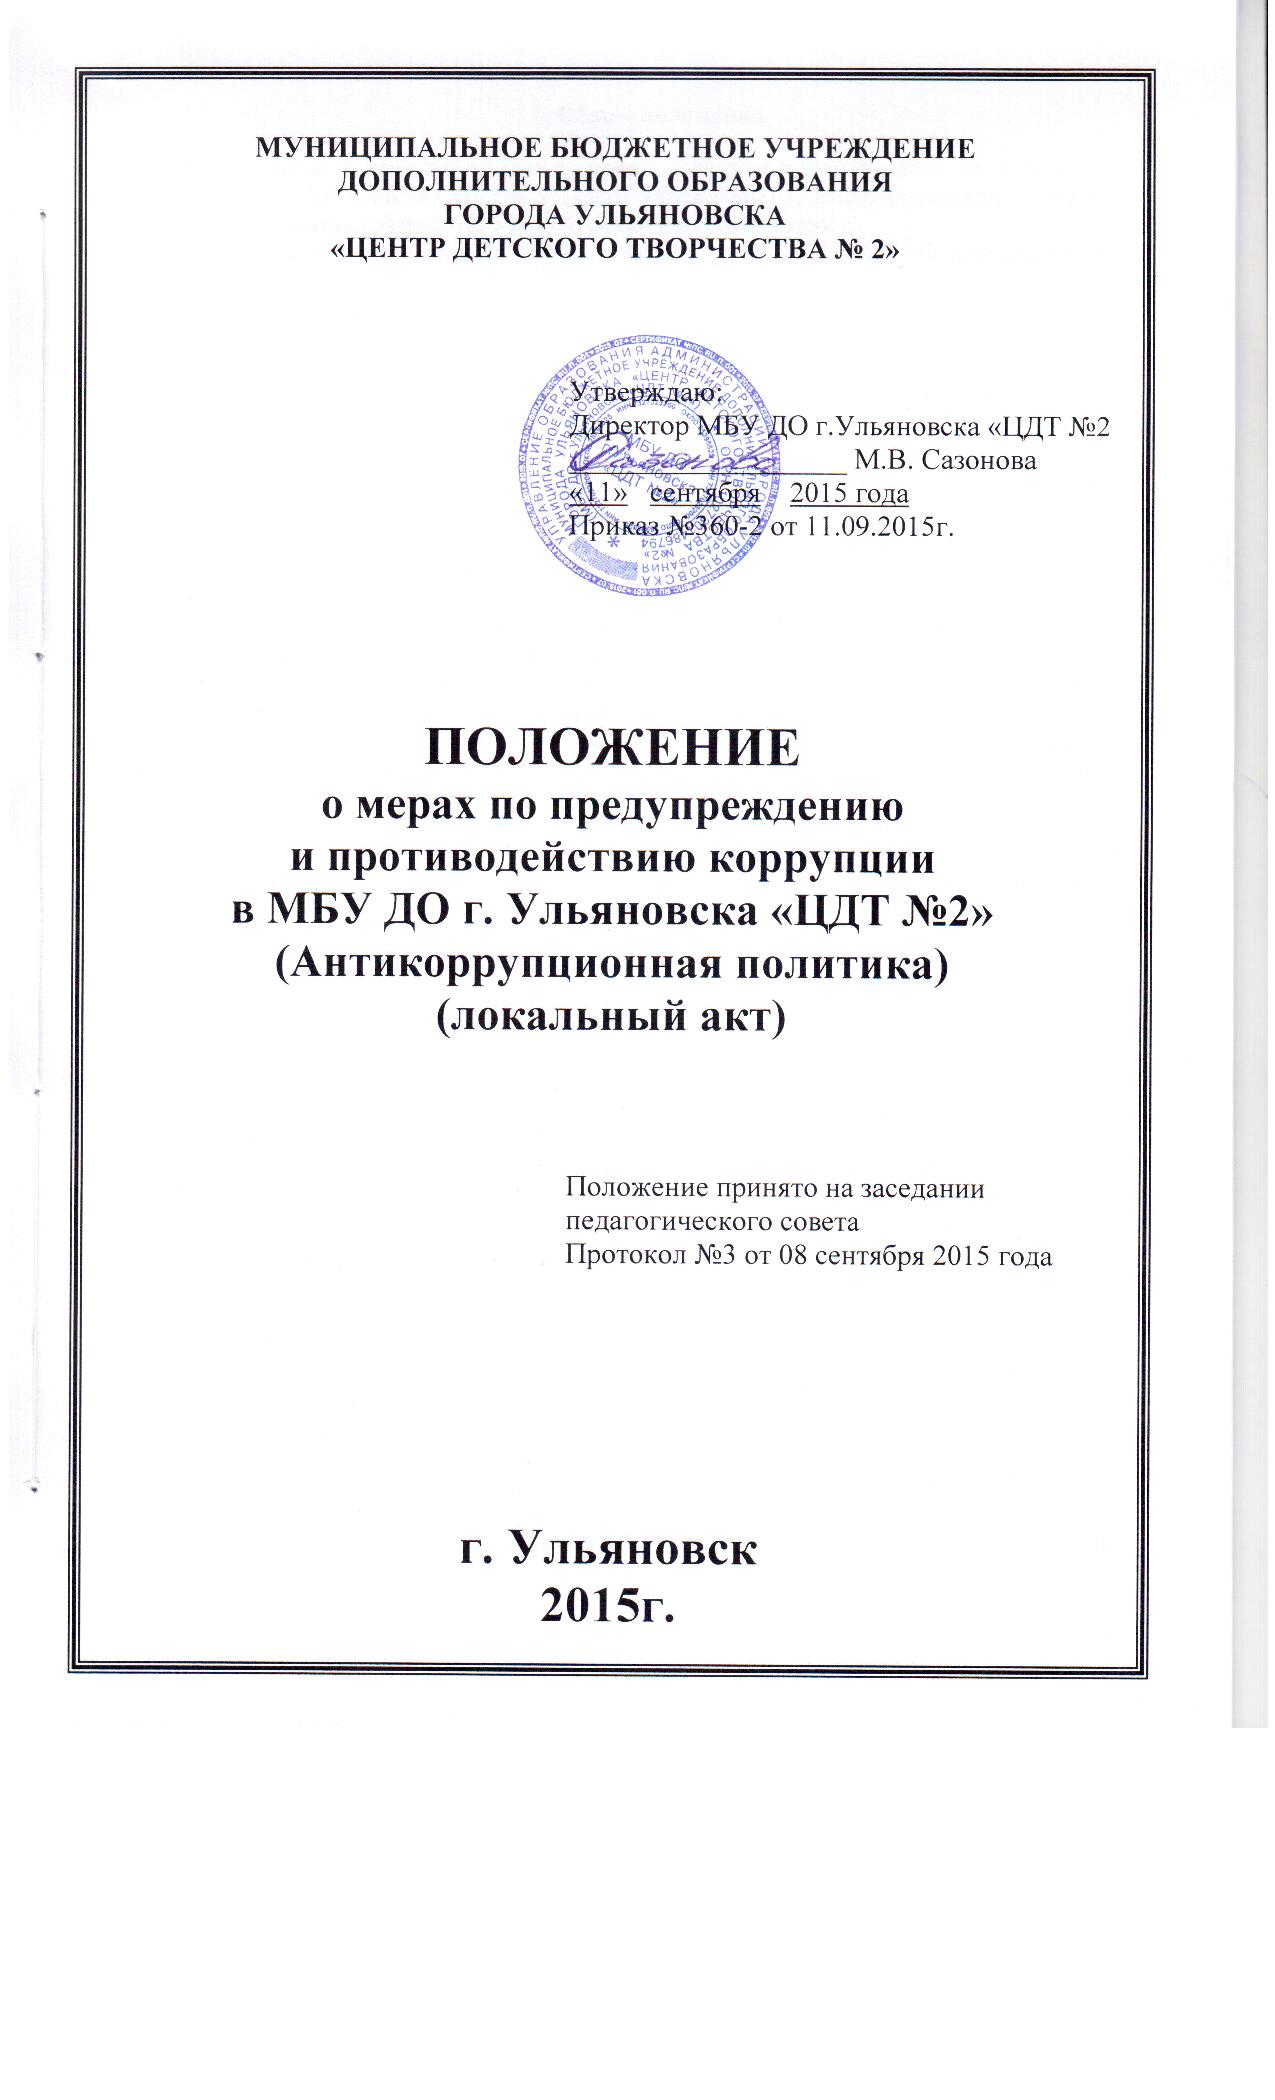 МУНИЦИПАЛЬНОЕ БЮДЖЕТНОЕ УЧРЕЖДЕНИЕ
ДОПОЛНИТЕЛЬНОГО ОБРАЗОВАНИЯ
ГОРОДА УЛЬЯНОВСКА
«ЦЕНТР ДЕТСКОГО ТВОРЧЕСТВА № 2»
Утверждаю:
Директор МБУ ДО г.Ульяновска «ЦДТ №2
М.В. Сазонова
«11» сентября 2015 года
Приказ №360-2 от 11.09.2015г.
ПОЛОЖЕНИЕ
о мерах по предупреждению
и противодействию коррупции
в МБУ ДО г. Ульяновска «ЦДТ №2»
(Антикоррупционная политика)
(локальный акт)
Положение принято на заседании
педагогического совета
Протокол №3 от 08 сентября 2015 года
г. Ульяновск
2015г.